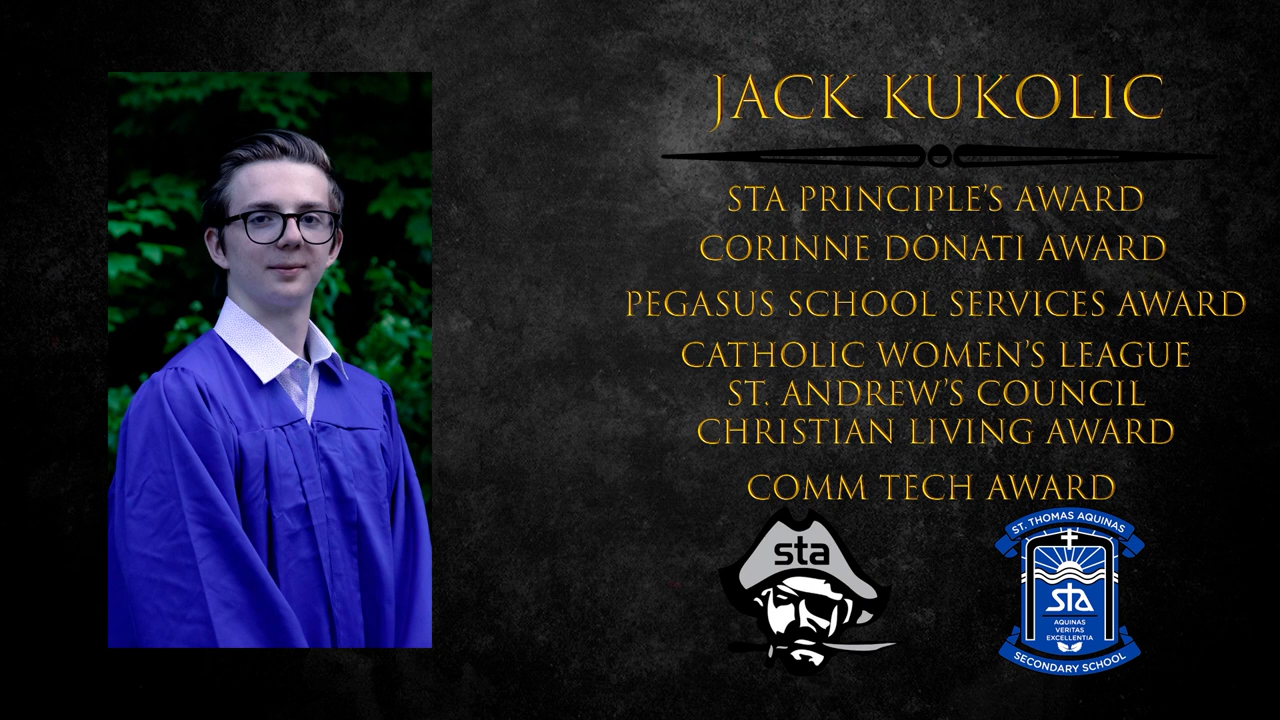 JACK KUKOLIC
STA PRINCIPLE'S AWARD
CORINNE DONATI AWARD
PEGASUS SCHOOL SERVICES AWARD
CATHOLIC WOMEN'S LEAGUE
ST. ANDREW'S COUNCIL
CHRISTIAN LIVING AWARD
COMM TECH AWARD
sta
ST. THOMAS AQUINAS
sta
AQUINAS
VERITAS
EXCELLENTIA
SECONDARY SCHOOL